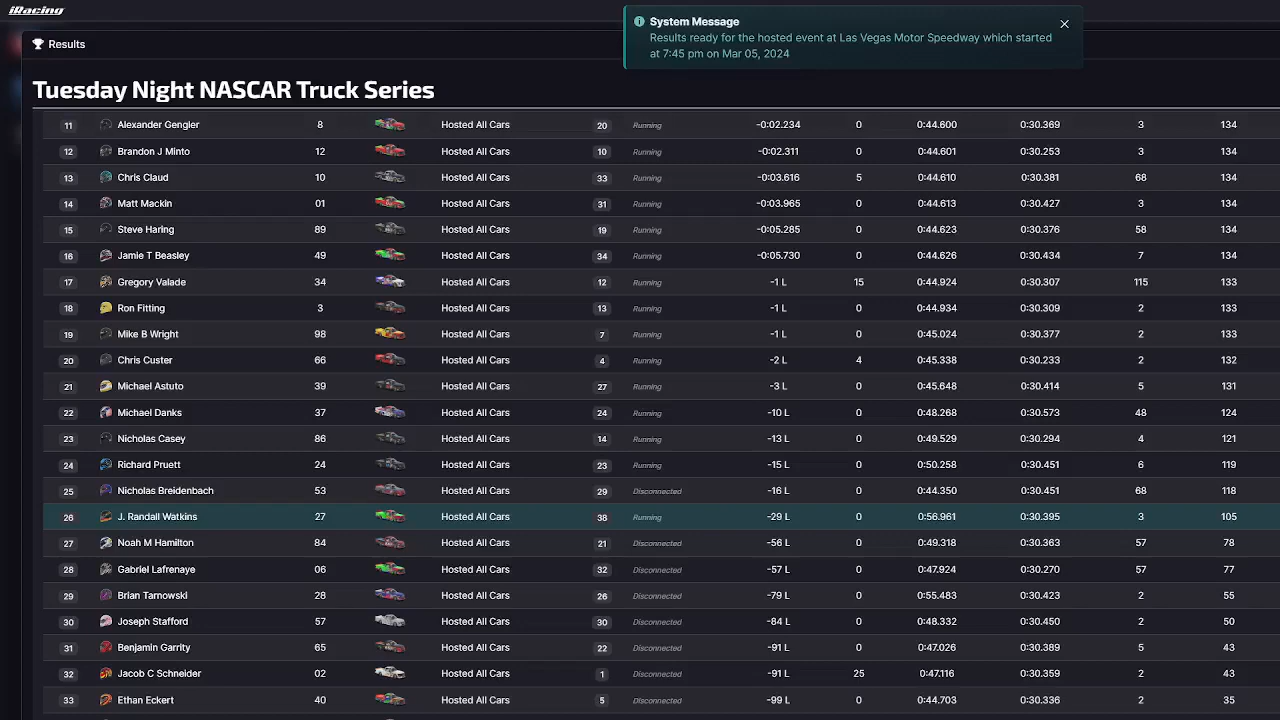 iRacing
System Message
Results ready for the hosted event at Las Vegas Motor Speedway which started
at 7:45 pm on Mar 05, 2024
Results
Tuesday Night NASCAR Truck Series
11 Alexander Gengler 8 Hosted All Cars 20 Running -0:02.234 0 0:44.600 0:30.369 3 134
12 Brandon J Minto 12 Hosted All Cars 10 Running -0:02.311 0 0:44.601 0:30.253 3 134
13 Chris Claud 10 Hosted All Cars 33 Running -0:03.616 5 0:44.610 0:30.381 68 134
14 Matt Mackin 01 Hosted All Cars 31 Running -0:03.965 0 0:44.613 0:30.427 3 134
15 Steve Haring 89 Hosted All Cars 19 Running -0:05.285 0 0:44.623 0:30.376 58 134
16 Jamie T Beasley 49 Hosted All Cars 34 Running -0:05.730 0 0:44.626 0:30.434 7 134
17 Gregory Valade 34 Hosted All Cars 12 Running -1 L 15 0:44.924 0:30.307 115 133
18 Ron Fitting 3 Hosted All Cars 13 Running -1 L 0 0:44.934 0:30.309 2 133
19 Mike B Wright 98 Hosted All Cars 7 Running -1 L 0 0:45.024 0:30.377 2 133
20 Chris Custer 66 Hosted All Cars 4 Running -2 L 4 0:45.338 0:30.233 2 132
21 Michael Astuto 39 Hosted All Cars 27 Running -3 L 0 0:45.648 0:30.414 5 131
22 Michael Danks 37 Hosted All Cars 24 Running -10 L 0 0:48.268 0:30.573 48 124
23 Nicholas Casey 86 Hosted All Cars 14 Running -13 L 0 0:49.529 0:30.294 4 121
24 Richard Pruett 24 Hosted All Cars 23 Running -15 L 0 0:50.258 0:30.451 6 119
25 Nicholas Breidenbach 53 Hosted All Cars 29 Disconnected -16 L 0 0:44.350 0:30.451 68 118
26 J. Randall Watkins 27 Hosted All Cars 38 Running -29 L 0 0:56.961 0:30.395 3 105
27 Noah M Hamilton 84 Hosted All Cars 21 Disconnected -56 L 0 0:49.318 0:30.363 57 78
28 Gabriel Lafrenaye 06 Hosted All Cars 32 Disconnected -57 L 0 0:47.924 0:30.270 57 77
29 Brian Tarnowski 28 Hosted All Cars 26 Disconnected -79 L 0 0:55.483 0:30.423 2 55
30 Joseph Stafford 57 Hosted All Cars 30 Disconnected -84 L 0 0:48.332 0:30.450 2 50
31 Benjamin Garrity 65 Hosted All Cars 22 Disconnected -91 L 0 0:47.026 0:30.389 5 43
32 Jacob C Schneider 02 Hosted All Cars 1 Disconnected -91 L 25 0:47.116 0:30.359 2 43
33 Ethan Eckert 40 Hosted All Cars 5 Disconnected -99 L 0 0:44.703 0:30.336 2 35